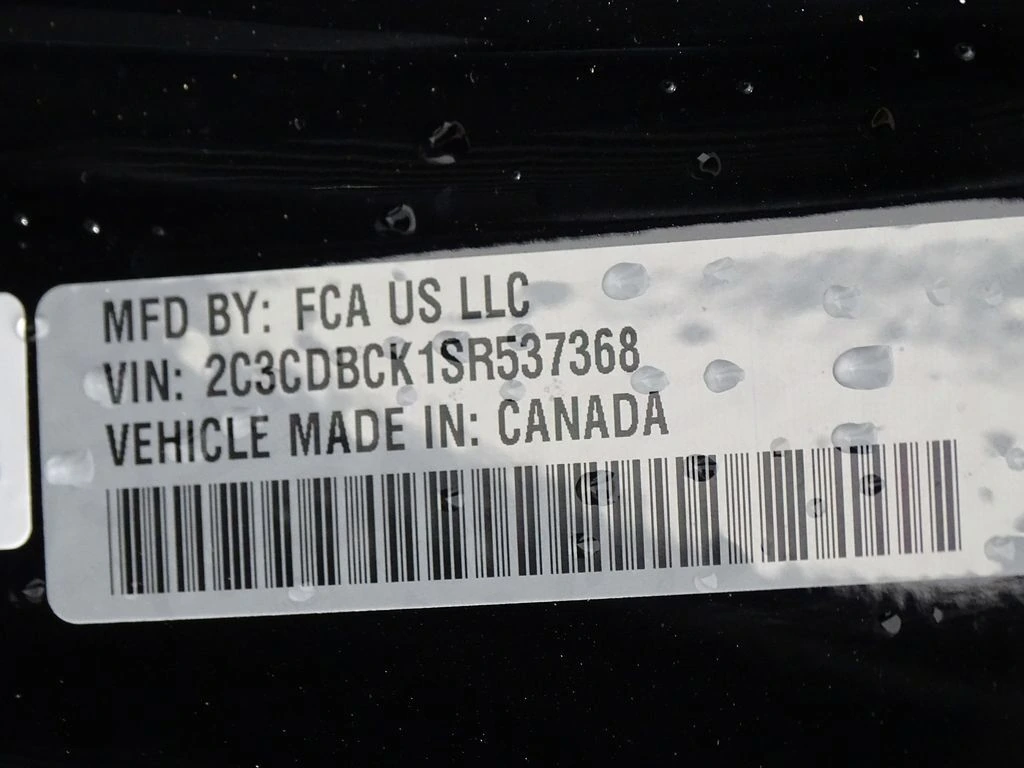 MFD BY: FCA US LLC
VIN: 2C3CDBCK1SR537368
VEHICLE MADE IN: CANADA